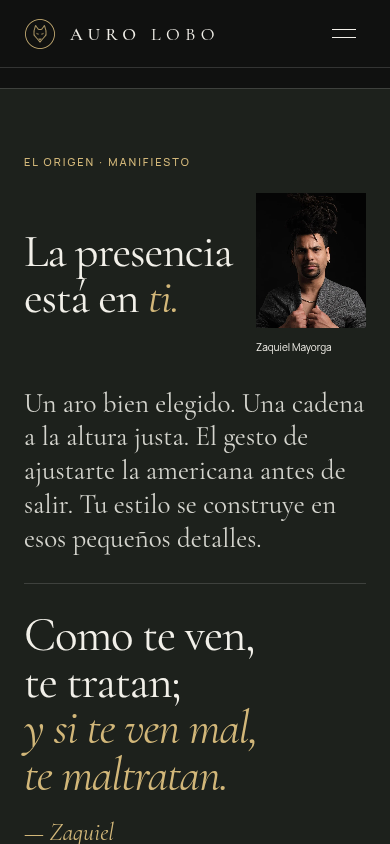 AURO LOBO
EL ORIGEN · MANIFIESTO
La presencia
está en ti.
Zaquiel Mayorga
Un aro bien elegido. Una cadena
a la altura justa. El gesto de
ajustarte la americana antes de
salir. Tu estilo se construye en
esos pequeños detalles.
Como te ven,
te tratan;
y si te ven mal,
te maltratan.
— Zaquiel